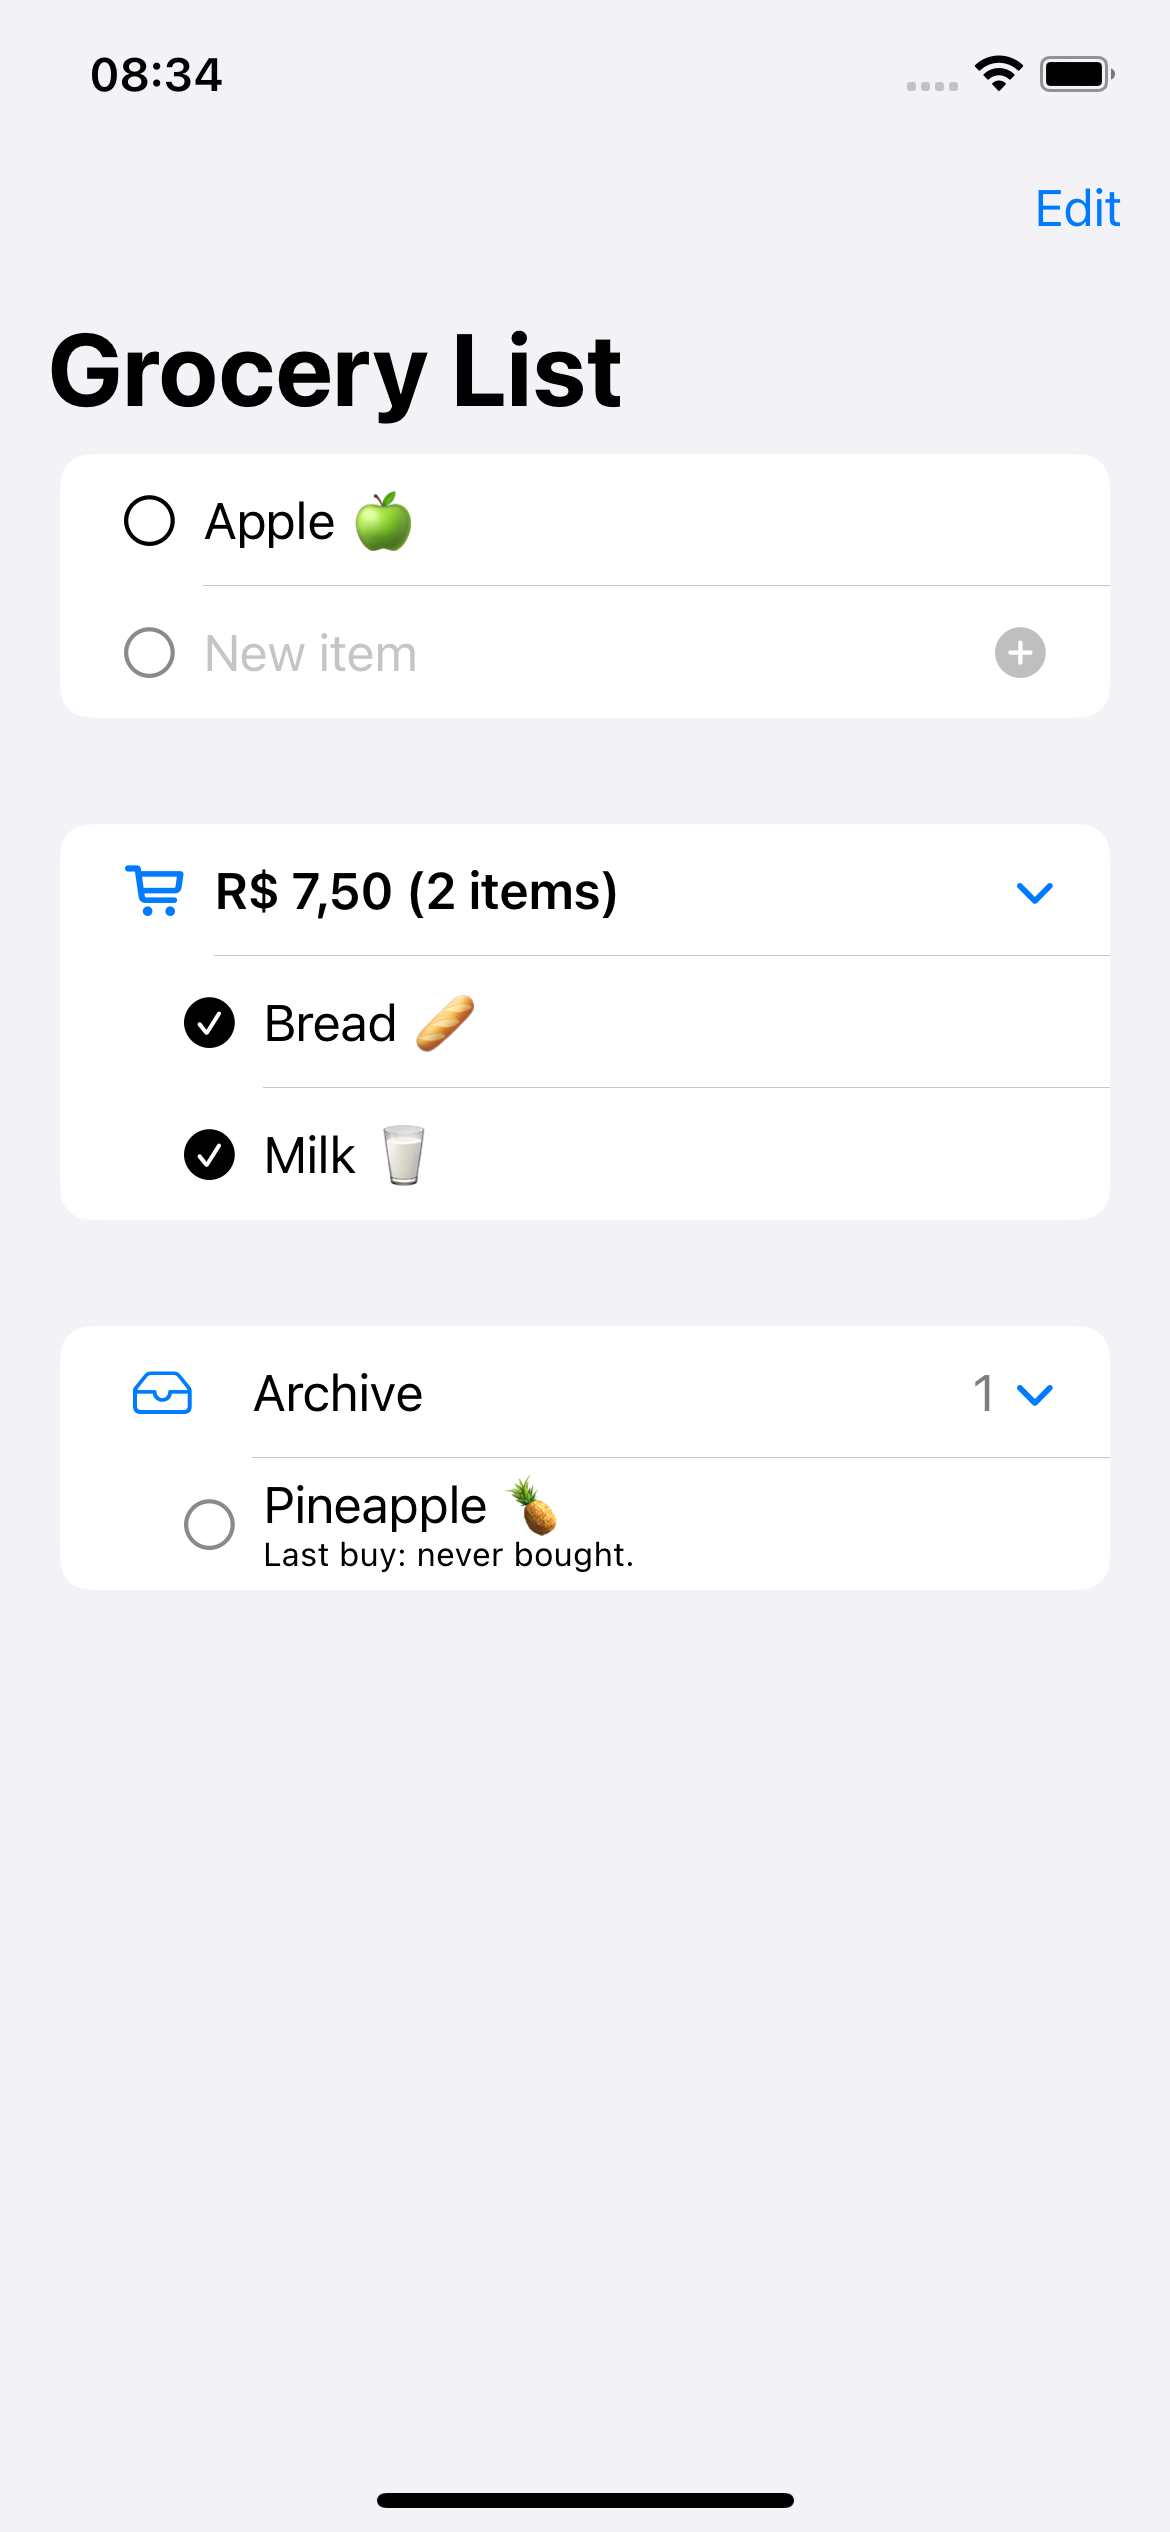 08:34
Edit
Grocery List
Apple 🍏
New item
R$ 7,50 (2 items)
Bread 🥖
Milk 🥛
Archive 1
Pineapple 🍍
Last buy: never bought.